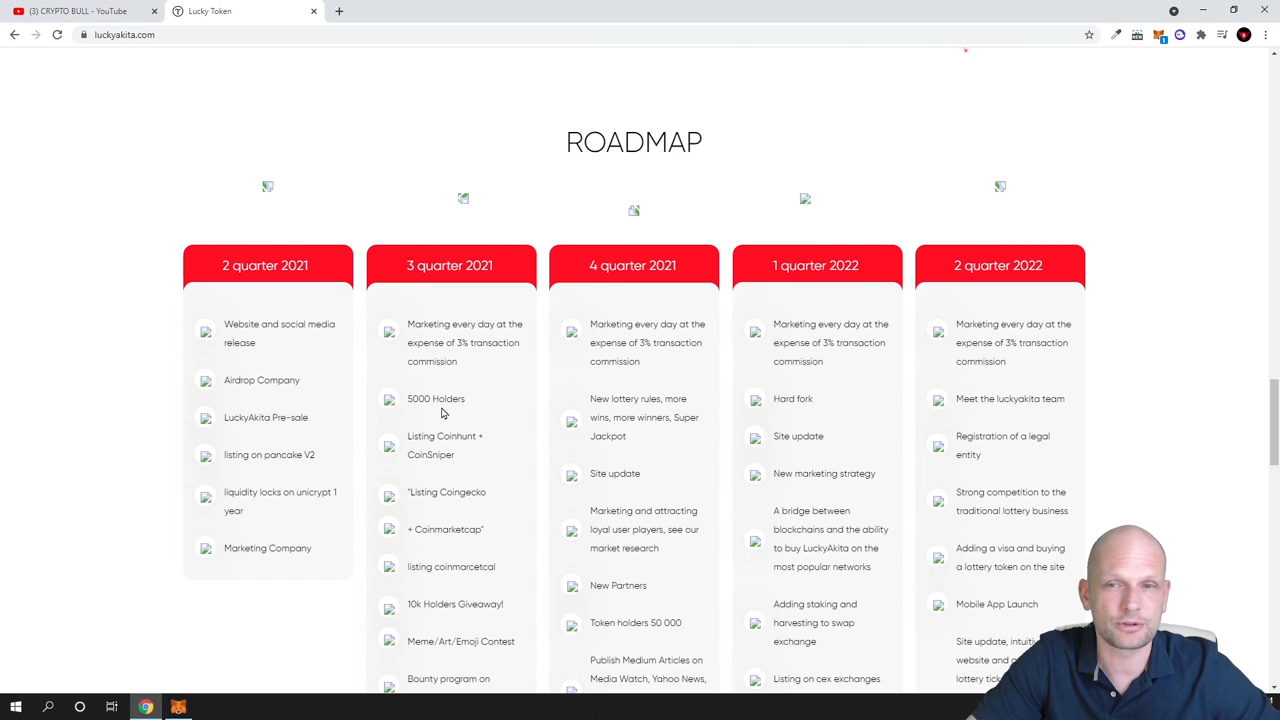 (3) CRYPTO BULL - YouTube
Lucky Token
luckyakita.com
1
ROADMAP
2 quarter 2021
Website and social media
release
Airdrop Company
LuckyAkita Pre-sale
listing on pancake V2
liquidity locks on unicrypt 1
year
Marketing Company
3 quarter 2021
Marketing every day at the
expense of 3% transaction
commission
5000 Holders
Listing Coinhunt +
CoinSniper
"Listing Coingecko
+ Coinmarketcap"
listing coinmarcetcal
10k Holders Giveaway!
Meme/Art/Emoji Contest
Bounty program on
4 quarter 2021
Marketing every day at the
expense of 3% transaction
commission
New lottery rules, more
wins, more winners, Super
Jackpot
Site update
Marketing and attracting
loyal user players, see our
market research
New Partners
Token holders 50 000
Publish Medium Articles on
Media Watch, Yahoo News,
1 quarter 2022
Marketing every day at the
expense of 3% transaction
commission
Hard fork
Site update
New marketing strategy
A bridge between
blockchains and the ability
to buy LuckyAkita on the
most popular networks
Adding staking and
harvesting to swap
exchange
Listing on cex exchanges
2 quarter 2022
Marketing every day at the
expense of 3% transaction
commission
Meet the luckyakita team
Registration of a legal
entity
Strong competition to the
traditional lottery business
Adding a visa and buying
a lottery token on the site
Mobile App Launch
Site update,
website and
lottery